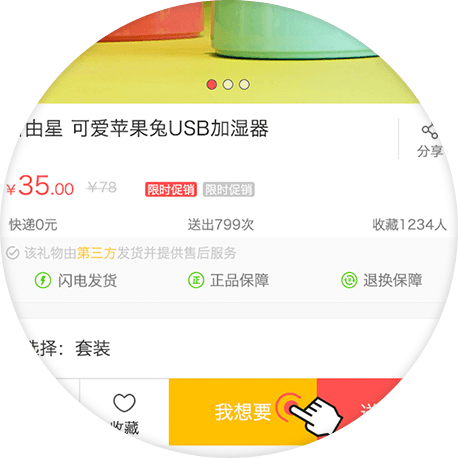 由星 可爱苹果兔USB加湿器
分享
¥35.00 ¥78 限时促销 限时促销
快递0元 送出799次 收藏1234人
该礼物由第三方发货并提供售后服务
闪电发货 正 正品保障 退换保障
选择：套装
收藏 我想要 送